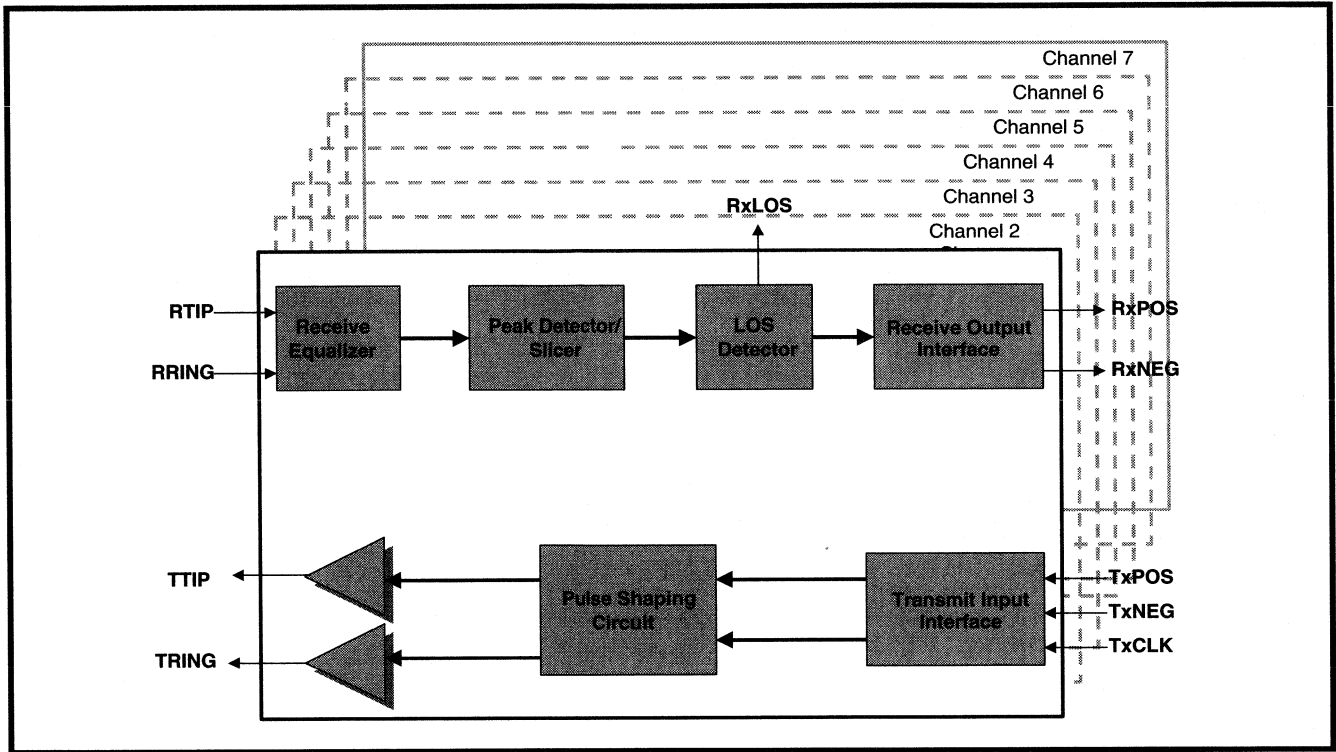 Channel 7
Channel 6
Channel 5
Channel 4
Channel 3
Channel 2
RxLOS
RTIP
RRING
Receive
Equalizer
Peak Detector/
Slicer
LOS
Detector
Receive Output
Interface
RxPOS
RxNEG
TTIP
TRING
Pulse Shaping
Circuit
Transmit Input
Interface
TxPOS
TxNEG
TxCLK